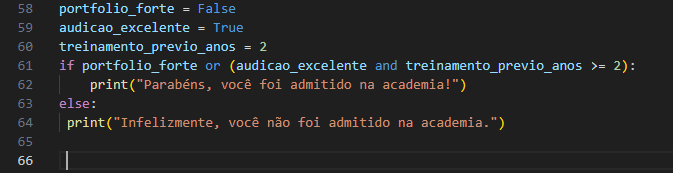 58 portfolio_forte = False
59 audicao_excelente = True
60 treinamento_previo_anos = 2
61 if portfolio_forte or (audicao_excelente and treinamento_previo_anos >= 2):
62     print("Parabéns, você foi admitido na academia!")
63 else:
64  print("Infelizmente, você não foi admitido na academia.")
65
66